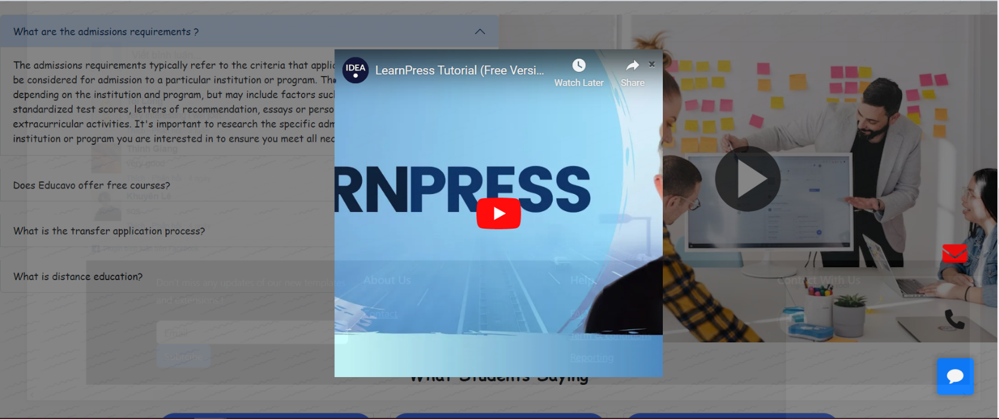 What are the admissions requirements ?
Viết bình luận...
The admissions requirements typically refer to the criteria that applic
be considered for admission to a particular institution or program. The
depending on the institution and program, but may include factors such
standardized test scores, letters of recommendation, essays or perso
extracurricular activities. It's important to research the specific adm
institution or program you are interested in to ensure you meet all nec
Thinh Giang
very good
Does Educavo offer free courses?
Khuyên Lê
What is the transfer application process?
What is distance education?
Don't miss any updates of our new templates
and extensions !
Email
Subscribe
IDEA
LearnPress Tutorial (Free Versi...
Watch Later
Share
RNPRESS
About Us
Contact
Help
Term & Conditions
Reporting
Contact With Us
What Students Saying